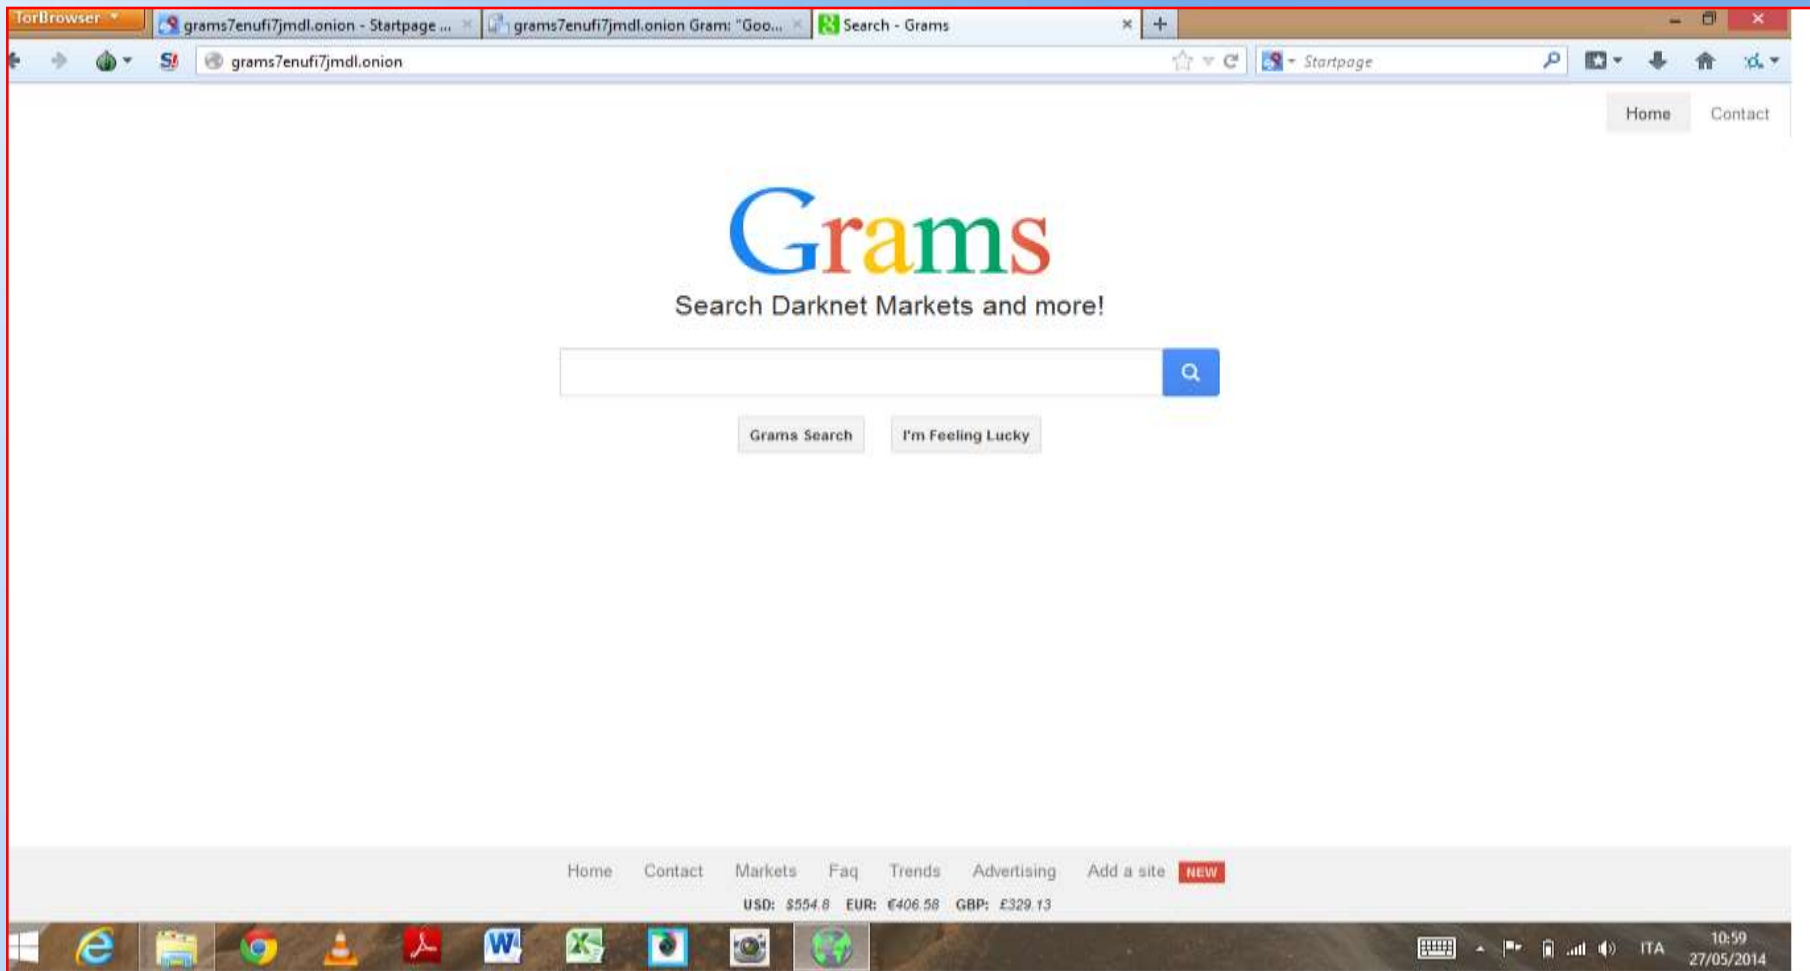 TorBrowser
grams7enufi7jmdl.onion - Startpage ...
grams7enufi7jmdl.onion Gram: "Goo...
Search - Grams
grams7enufi7jmdl.onion
Startpage
Home Contact
Grams
Search Darknet Markets and more!
Grams Search I'm Feeling Lucky
Home Contact Markets Faq Trends Advertising Add a site NEW
USD: $554.8 EUR: €406.58 GBP: £329.13
ITA
10:59
27/05/2014